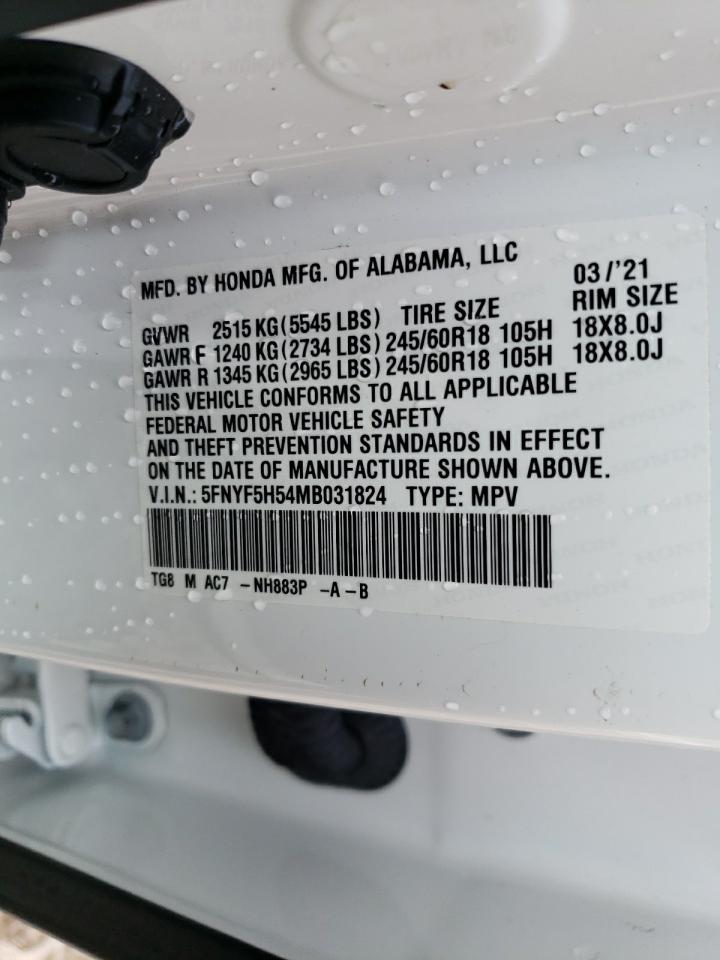 MFD. BY HONDA MFG. OF ALABAMA, LLC 03/'21
GVWR 2515 KG (5545 LBS) TIRE SIZE RIM SIZE
GAWR F 1240 KG (2734 LBS) 245/60R18 105H 18X8.0J
GAWR R 1345 KG (2965 LBS) 245/60R18 105H 18X8.0J
THIS VEHICLE CONFORMS TO ALL APPLICABLE
FEDERAL MOTOR VEHICLE SAFETY
AND THEFT PREVENTION STANDARDS IN EFFECT
ON THE DATE OF MANUFACTURE SHOWN ABOVE.
V.I.N.: 5FNYF5H54MB031824 TYPE: MPV
TG8 M AC7 -NH883P -A-B